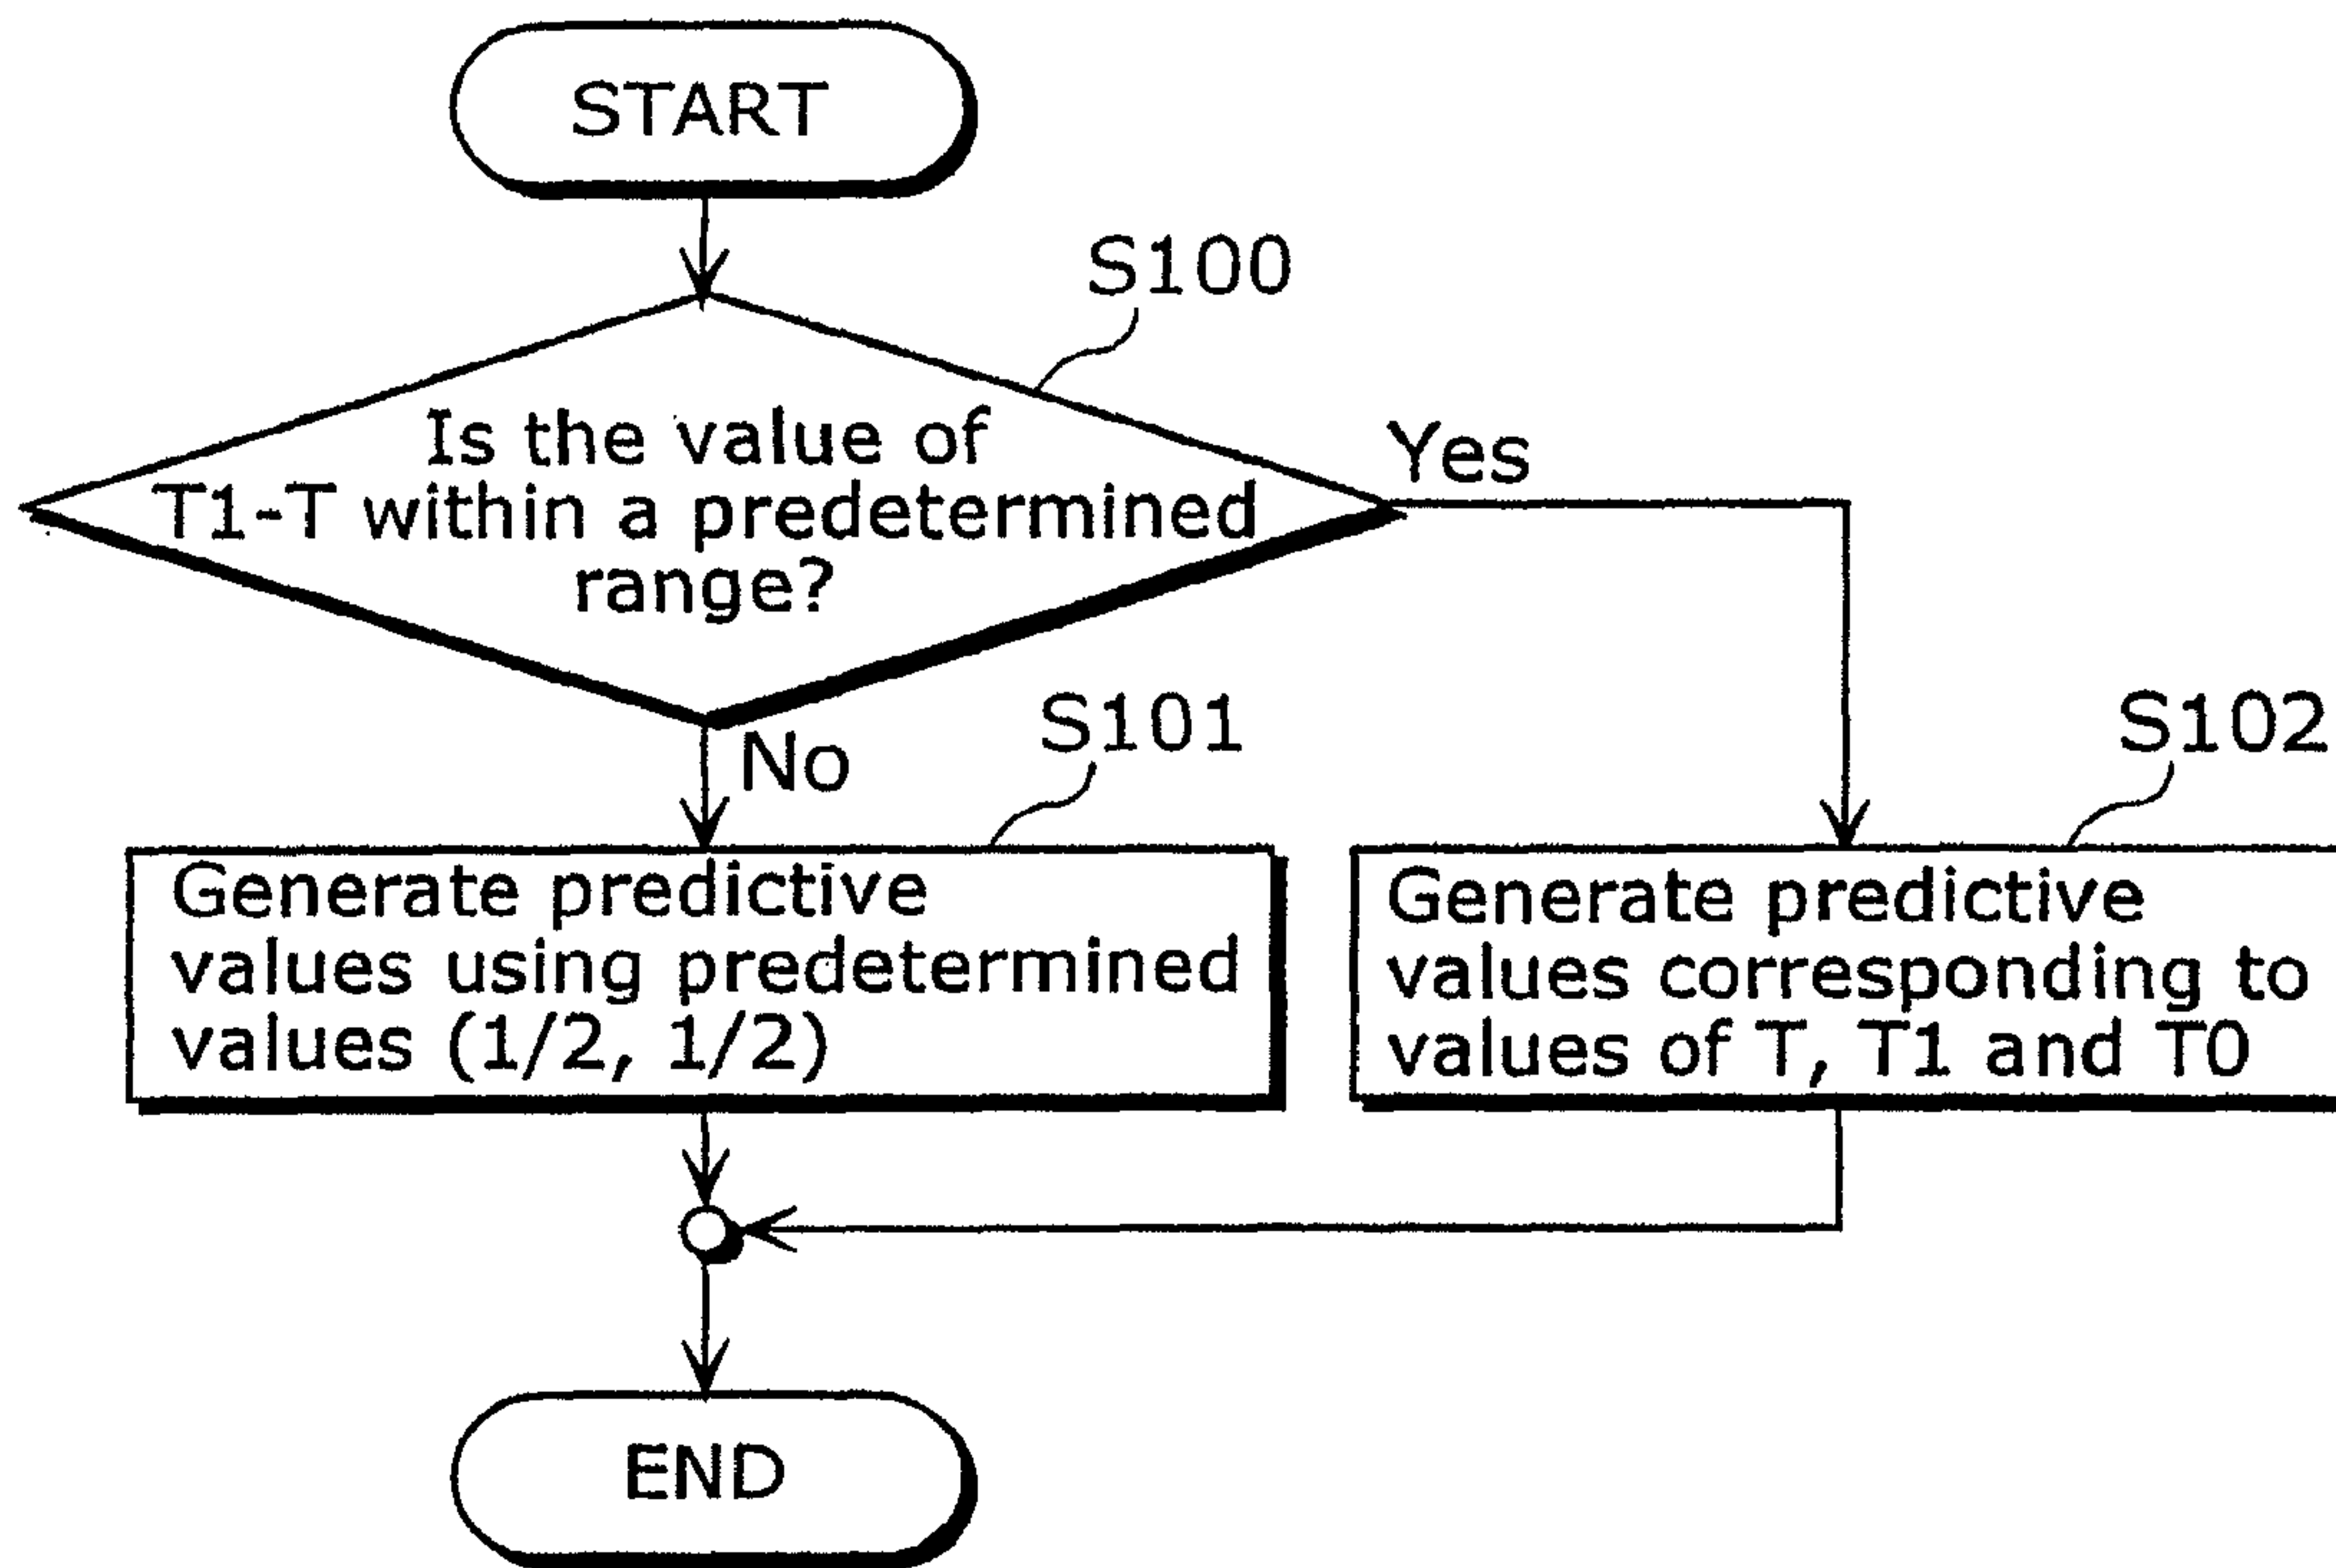 START
S100
Is the value of
T1-T within a predetermined
range?
Yes
No
S101
Generate predictive
values using predetermined
values (1/2, 1/2)
S102
Generate predictive
values corresponding to
values of T, T1 and T0
END